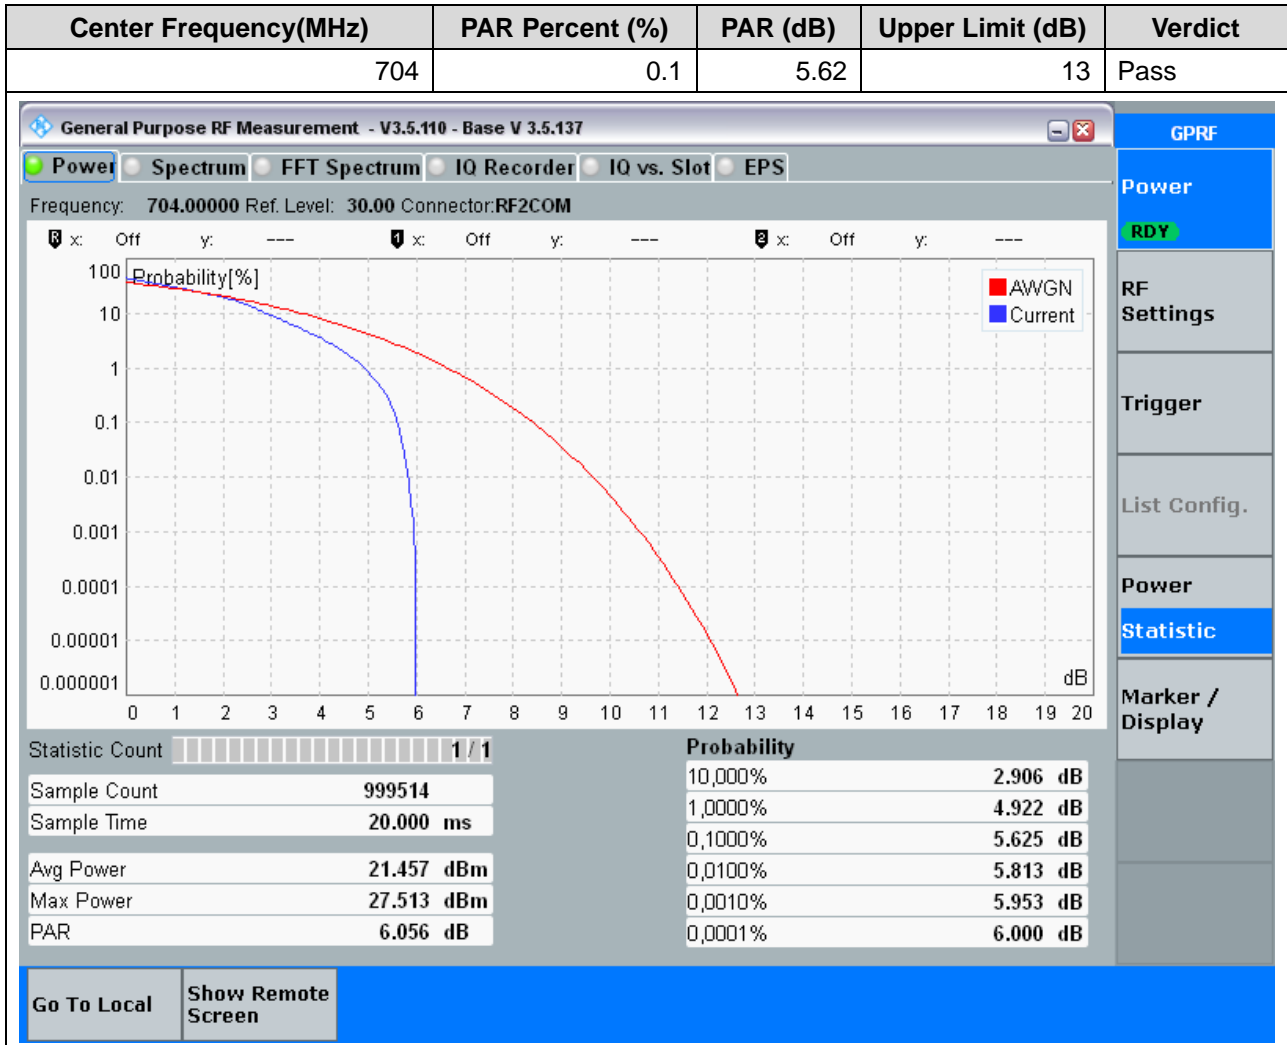 Center Frequency(MHz) PAR Percent (%) PAR (dB) Upper Limit (dB) Verdict
704 0.1 5.62 13 Pass
General Purpose RF Measurement - V3.5.110 - Base V 3.5.137
GPRF
Power Spectrum FFT Spectrum IQ Recorder IQ vs. Slot EPS
Power
RDY
Frequency: 704.00000 Ref. Level: 30.00 Connector:RF2COM
R x: Off y: --- 1 x: Off y: --- 2 x: Off y: ---
Probability[%]
AWGN
Current
100
10
1
0.1
0.01
0.001
0.0001
0.00001
0.000001
dB
0 1 2 3 4 5 6 7 8 9 10 11 12 13 14 15 16 17 18 19 20
RF
Settings
Trigger
List Config.
Power
Statistic
Marker /
Display
Statistic Count 1 / 1
Sample Count 999514
Sample Time 20.000 ms
Avg Power 21.457 dBm
Max Power 27.513 dBm
PAR 6.056 dB
Probability
10,000% 2.906 dB
1,0000% 4.922 dB
0,1000% 5.625 dB
0,0100% 5.813 dB
0,0010% 5.953 dB
0,0001% 6.000 dB
Go To Local
Show Remote
Screen